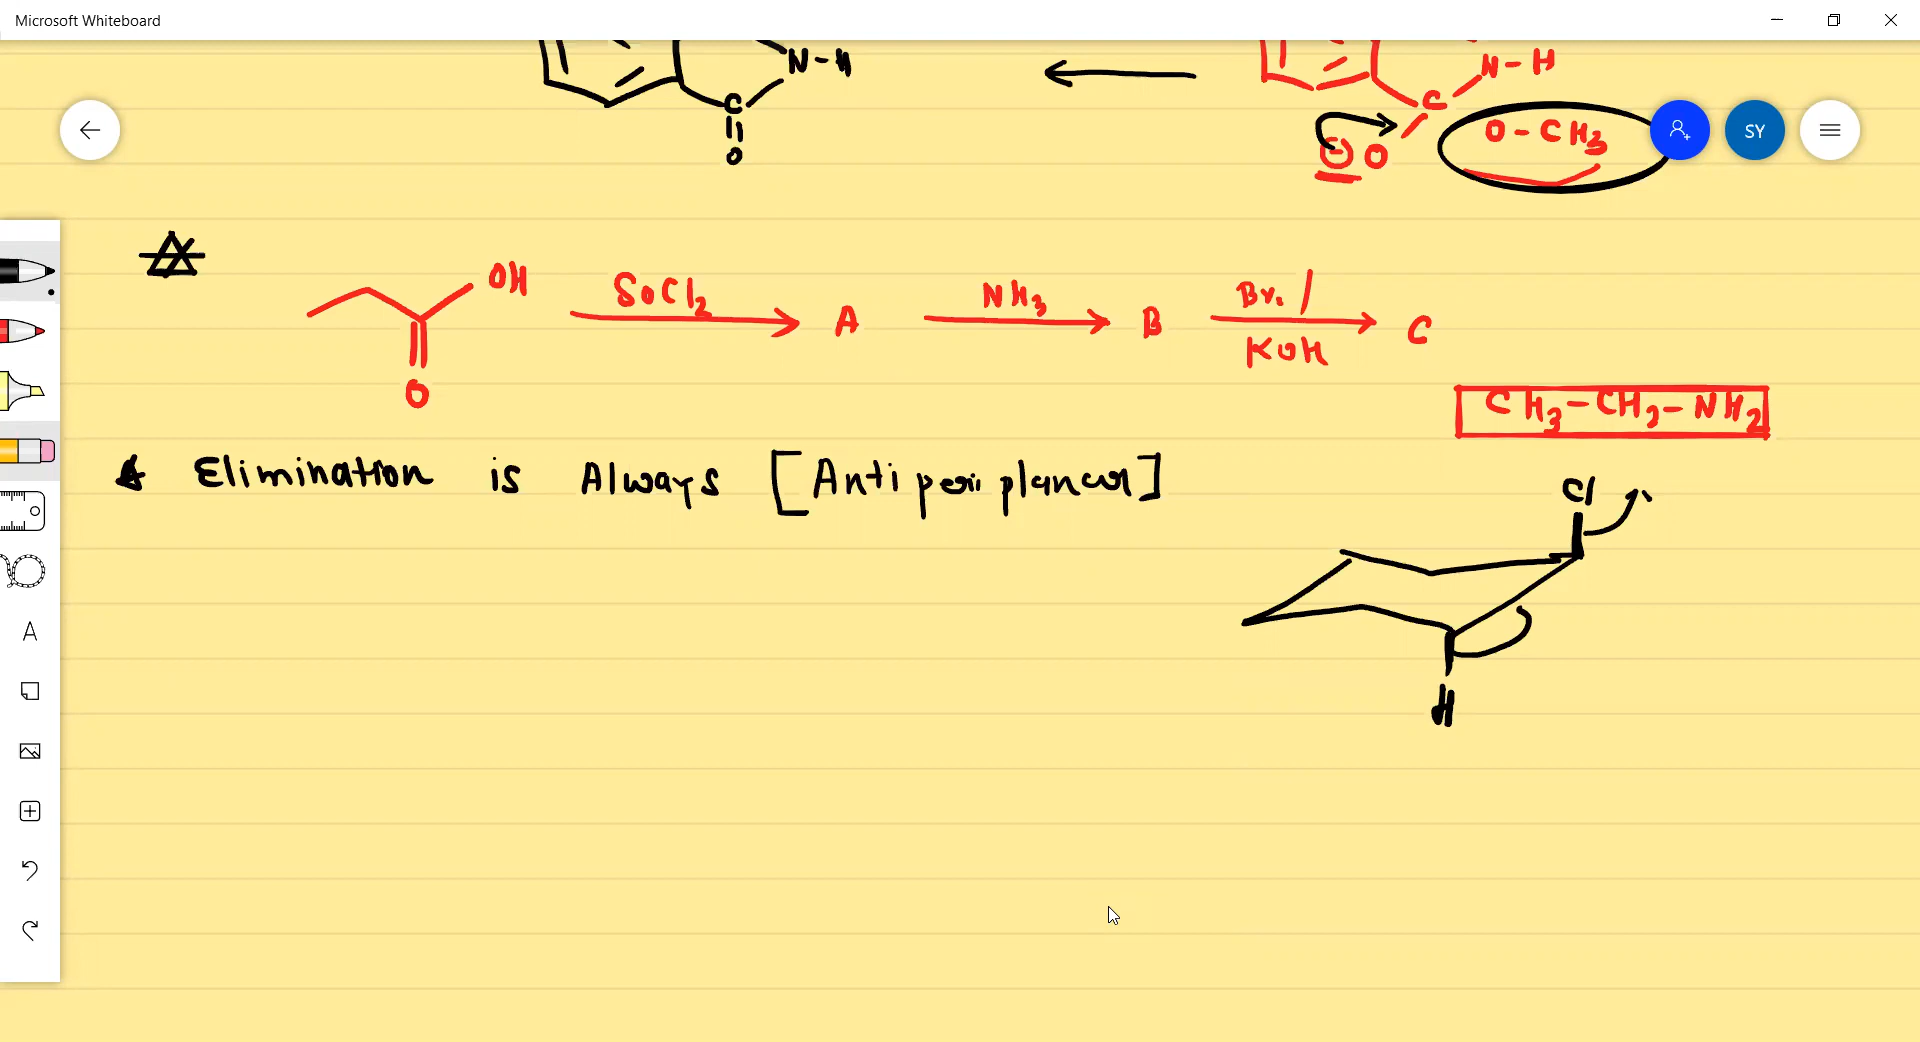 Microsoft Whiteboard
N-H
C
O
N-H
C
O-CH3
⊖ O
SY
OH
O
SoCl2
A
NH3
B
Br2 /
KOH
C
CH3-CH2-NH2
Elimination is Always [Anti peri planar]
Cl
H
A